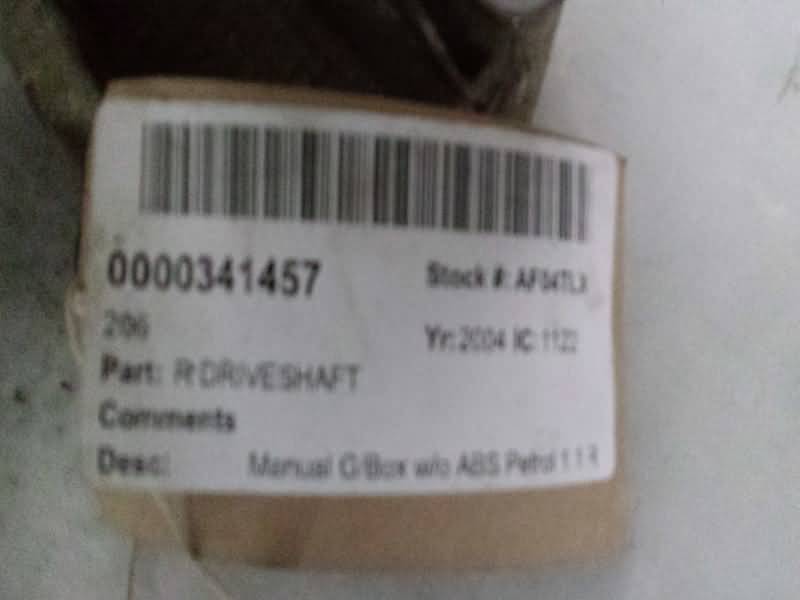 0000341457
Stock #: AF04TLX
206
Yr: 2004 IC: 1122
Part: R DRIVESHAFT
Comments
Desc: Manual G/Box w/o ABS Petrol 1.1 R